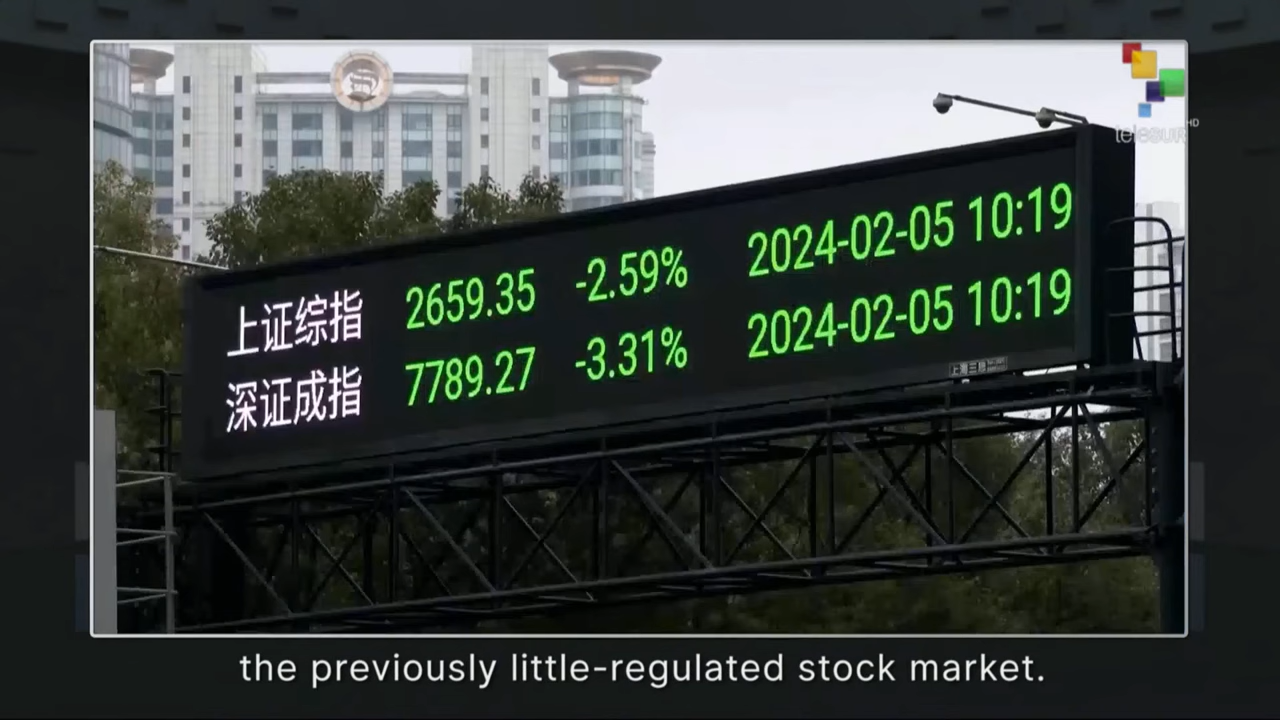 上证综指 2659.35 -2.59% 2024-02-05 10:19
深证成指 7789.27 -3.31% 2024-02-05 10:19
telesur HD
the previously little-regulated stock market.